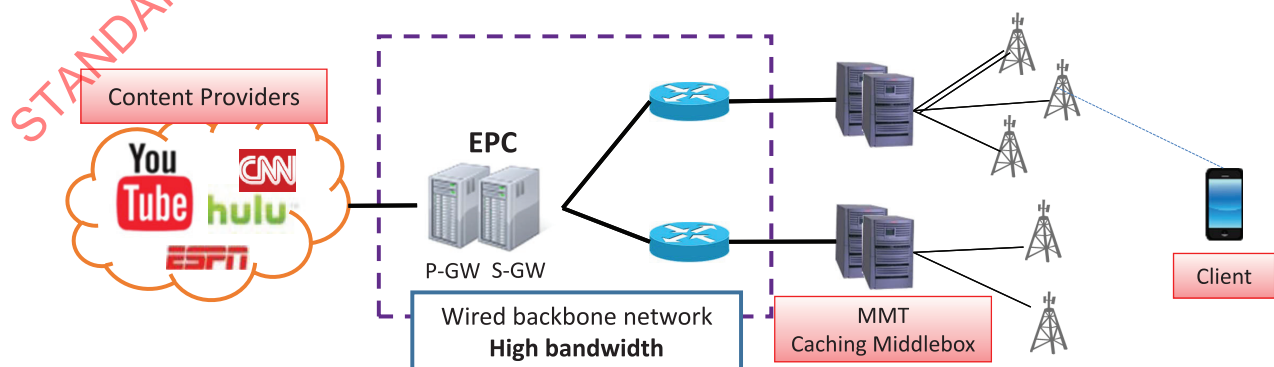 STANDAR
Content Providers
You
Tube
CNN
hulu
ESPN
EPC
P-GW S-GW
Wired backbone network
High bandwidth
MMT
Caching Middlebox
Client